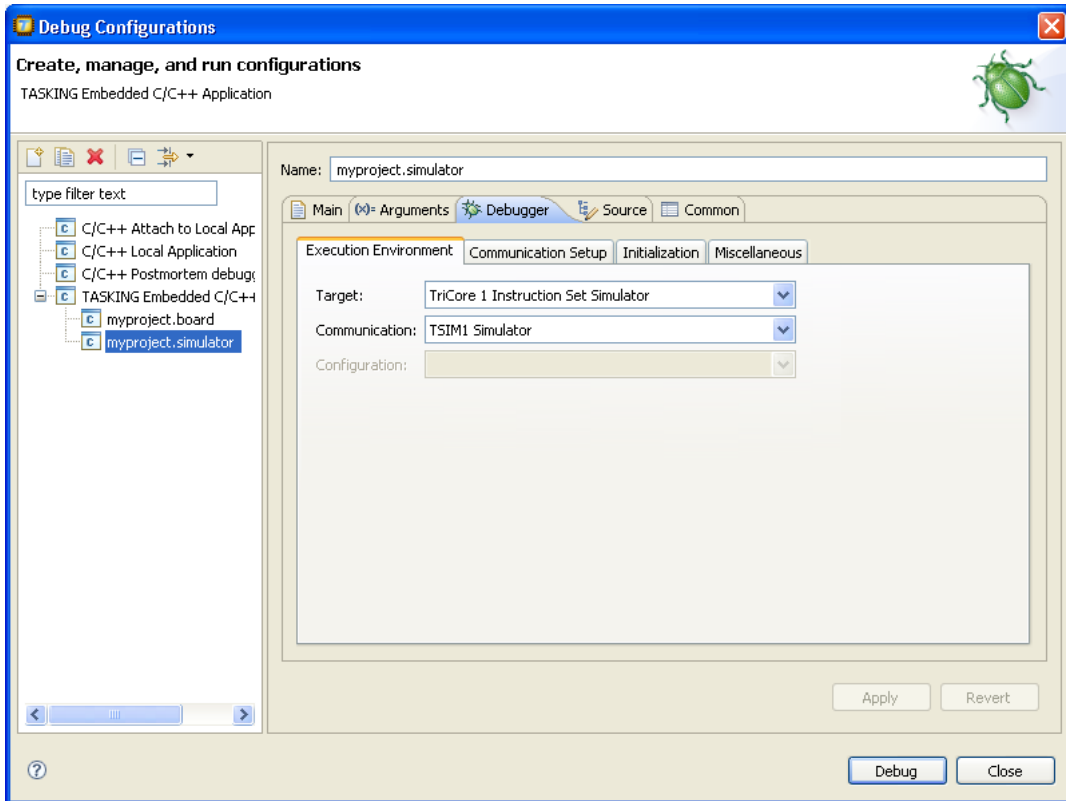 Debug Configurations
Create, manage, and run configurations
TASKING Embedded C/C++ Application
type filter text
C/C++ Attach to Local App
C/C++ Local Application
C/C++ Postmortem debugg
TASKING Embedded C/C++
myproject.board
myproject.simulator
Name: myproject.simulator
Main (x)= Arguments Debugger Source Common
Execution Environment Communication Setup Initialization Miscellaneous
Target: TriCore 1 Instruction Set Simulator
Communication: TSIM1 Simulator
Configuration:
Apply Revert
Debug Close